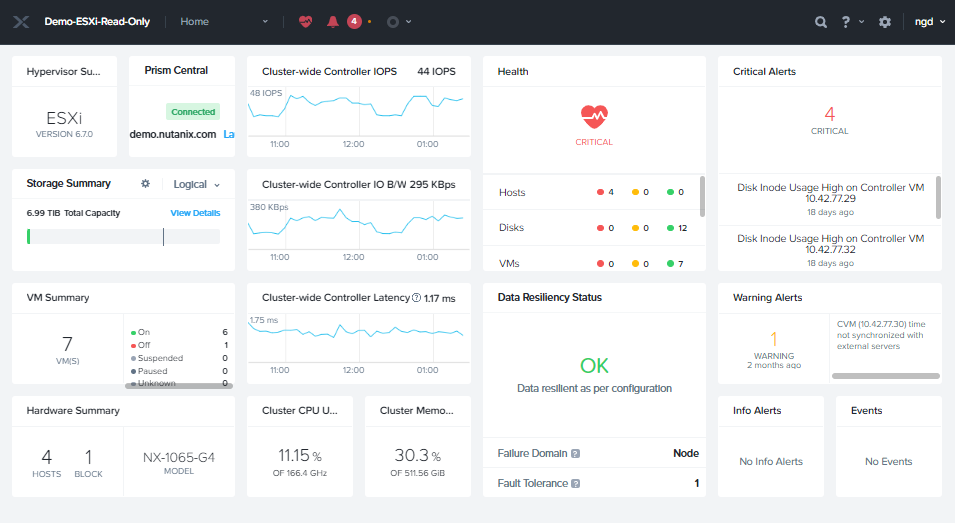 Demo-ESXi-Read-Only
Home
4
?
ngd
Hypervisor Su...
ESXi
VERSION 6.7.0
Prism Central
Connected
demo.nutanix.com La
Cluster-wide Controller IOPS 44 IOPS
48 IOPS
11:00 12:00 01:00
Health
CRITICAL
Hosts 4 0 0
Disks 0 0 12
VMs 0 0 7
Critical Alerts
4
CRITICAL
Disk Inode Usage High on Controller VM
10.42.77.29
18 days ago
Disk Inode Usage High on Controller VM
10.42.77.32
18 days ago
Storage Summary Logical
6.99 TiB Total Capacity View Details
Cluster-wide Controller IO B/W 295 KBps
380 KBps
11:00 12:00 01:00
VM Summary
7
VM(S)
On 6
Off 1
Suspended 0
Paused 0
Unknown 0
Cluster-wide Controller Latency ? 1.17 ms
1.75 ms
11:00 12:00 01:00
Data Resiliency Status
OK
Data resilient as per configuration
Failure Domain ? Node
Fault Tolerance ? 1
Warning Alerts
1
WARNING
2 months ago
CVM (10.42.77.30) time
not synchronized with
external servers
Hardware Summary
4
HOSTS
1
BLOCK
NX-1065-G4
MODEL
Cluster CPU U...
11.15 %
OF 166.4 GHz
Cluster Memo...
30.3 %
OF 511.56 GiB
Info Alerts
No Info Alerts
Events
No Events